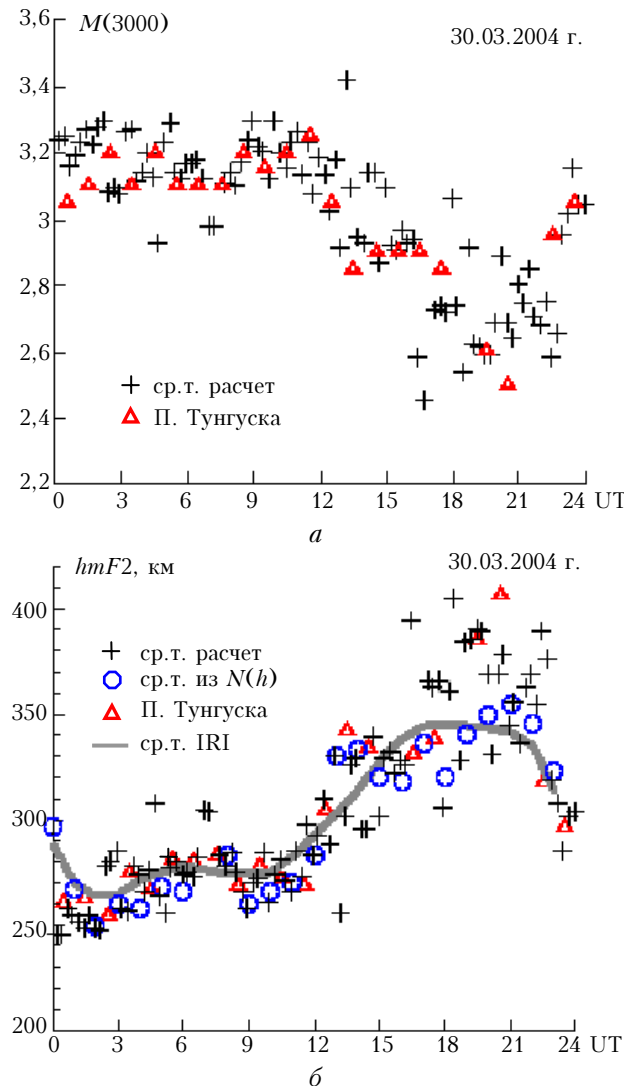 M(3000)
30.03.2004 г.
3,6
3,4
3,2
3
2,8
2,6
2,4
2,2
ср.т. расчет
П. Тунгуска
0 3 6 9 12 15 18 21 24 UT
а
hmF2, км
30.03.2004 г.
400
350
300
250
200
ср.т. расчет
ср.т. из N(h)
П. Тунгуска
ср.т. IRI
0 3 6 9 12 15 18 21 24 UT
б